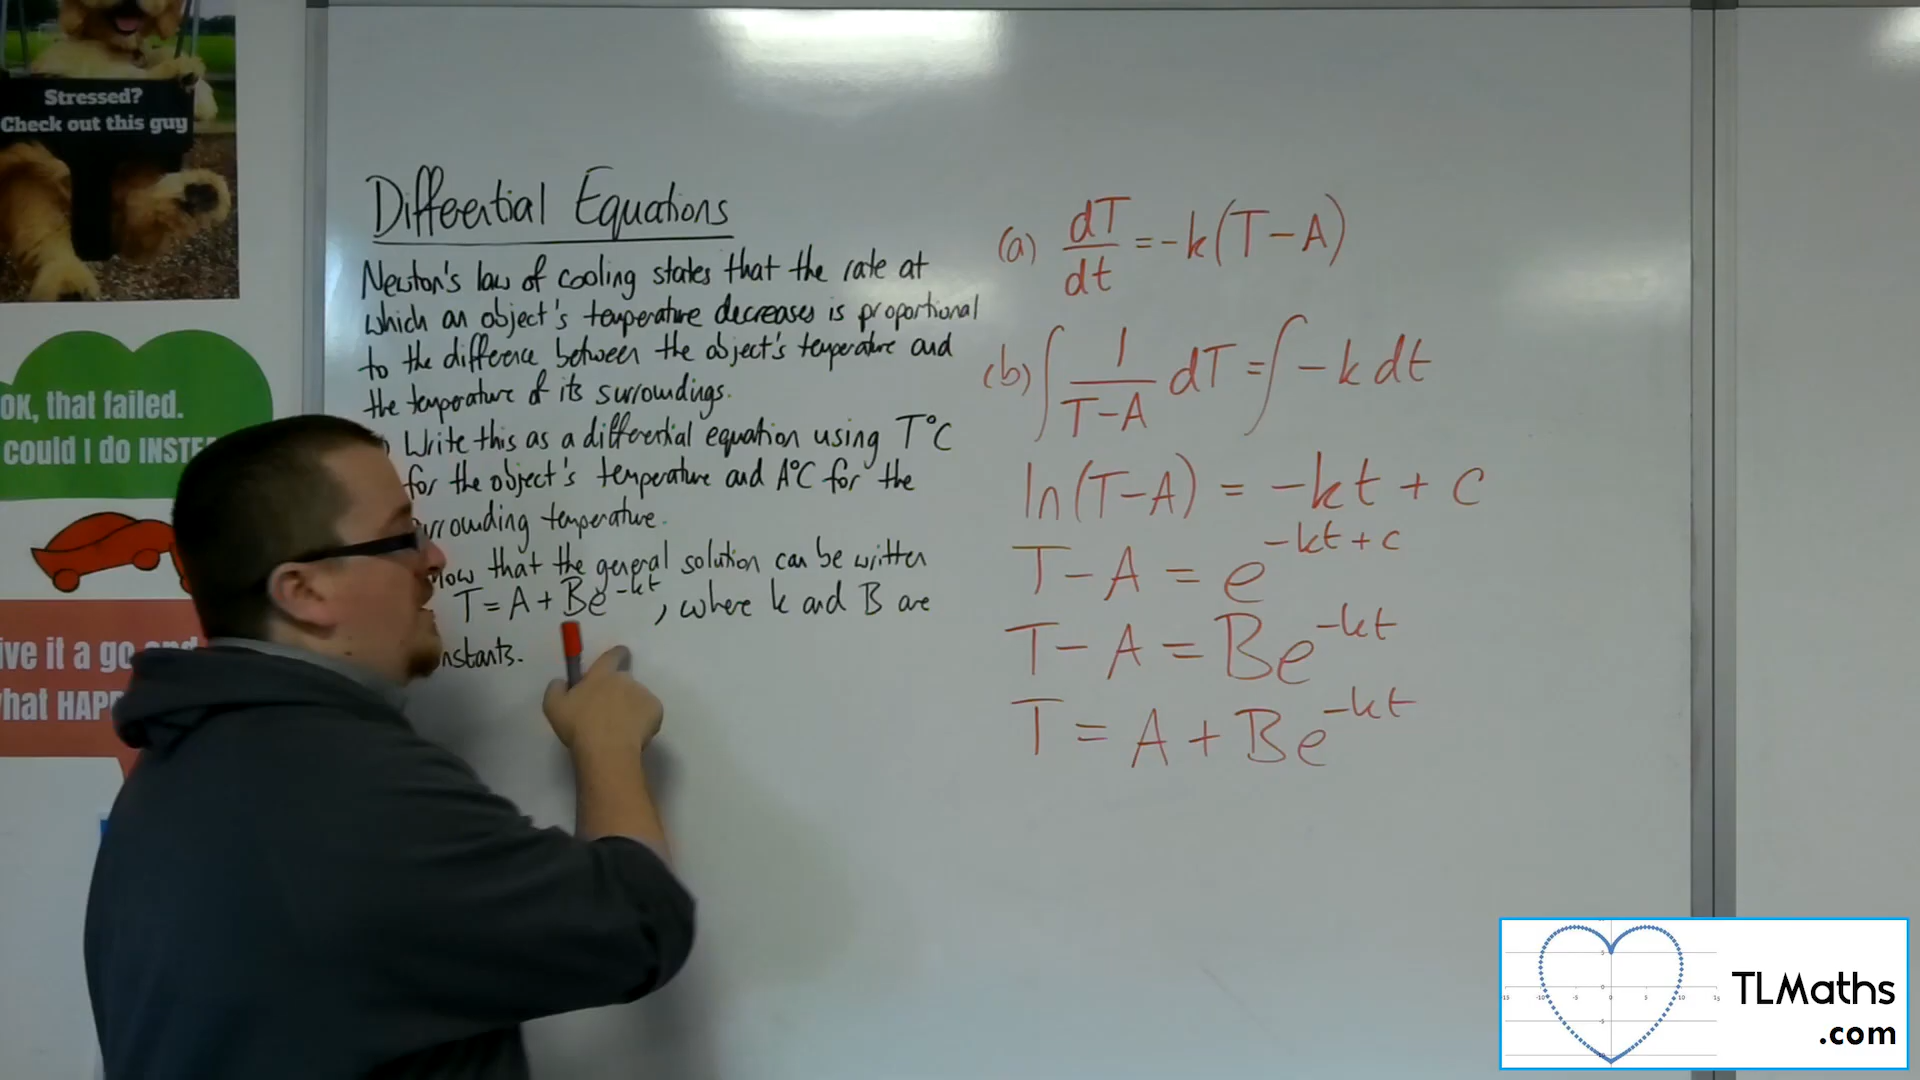 Stressed?
Check out this guy
OK, that failed.
could I do INSTE
ive it a go and
hat HAPP
Differential Equations
Newton's law of cooling states that the rate at
which an object's temperature decreases is proportional
to the difference between the object's temperature and
the temperature of its surroundings.
) Write this as a differential equation using T°C
for the object's temperature and A°C for the
rrounding temperature.
how that the general solution can be written
T = A + Be^{-kt}, where k and B are
nstants.
(a) dT/dt = -k(T-A)
(b) ∫ 1/(T-A) dT = ∫ -k dt
ln(T-A) = -kt + c
T-A = e^{-kt+c}
T-A = Be^{-kt}
T = A + Be^{-kt}
TLMaths
.com